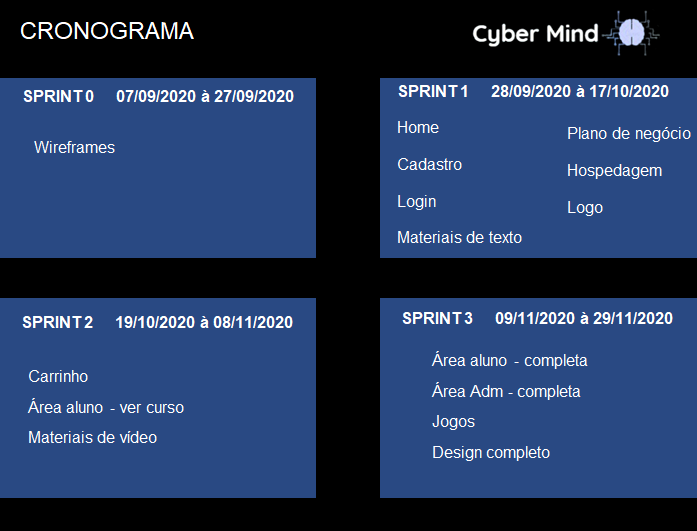 CRONOGRAMA
Cyber Mind
SPRINT 0 07/09/2020 à 27/09/2020
Wireframes
SPRINT 1 28/09/2020 à 17/10/2020
Home
Cadastro
Login
Materiais de texto
Plano de negócio
Hospedagem
Logo
SPRINT 2 19/10/2020 à 08/11/2020
Carrinho
Área aluno - ver curso
Materiais de vídeo
SPRINT 3 09/11/2020 à 29/11/2020
Área aluno - completa
Área Adm - completa
Jogos
Design completo